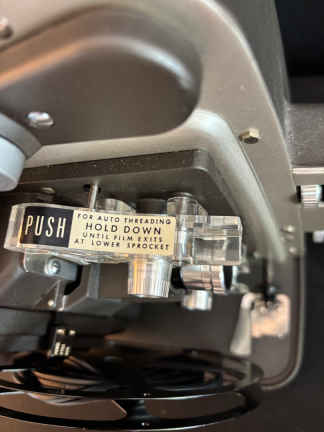 PUSH
FOR AUTO THREADING
HOLD DOWN
UNTIL FILM EXITS
AT LOWER SPROCKET